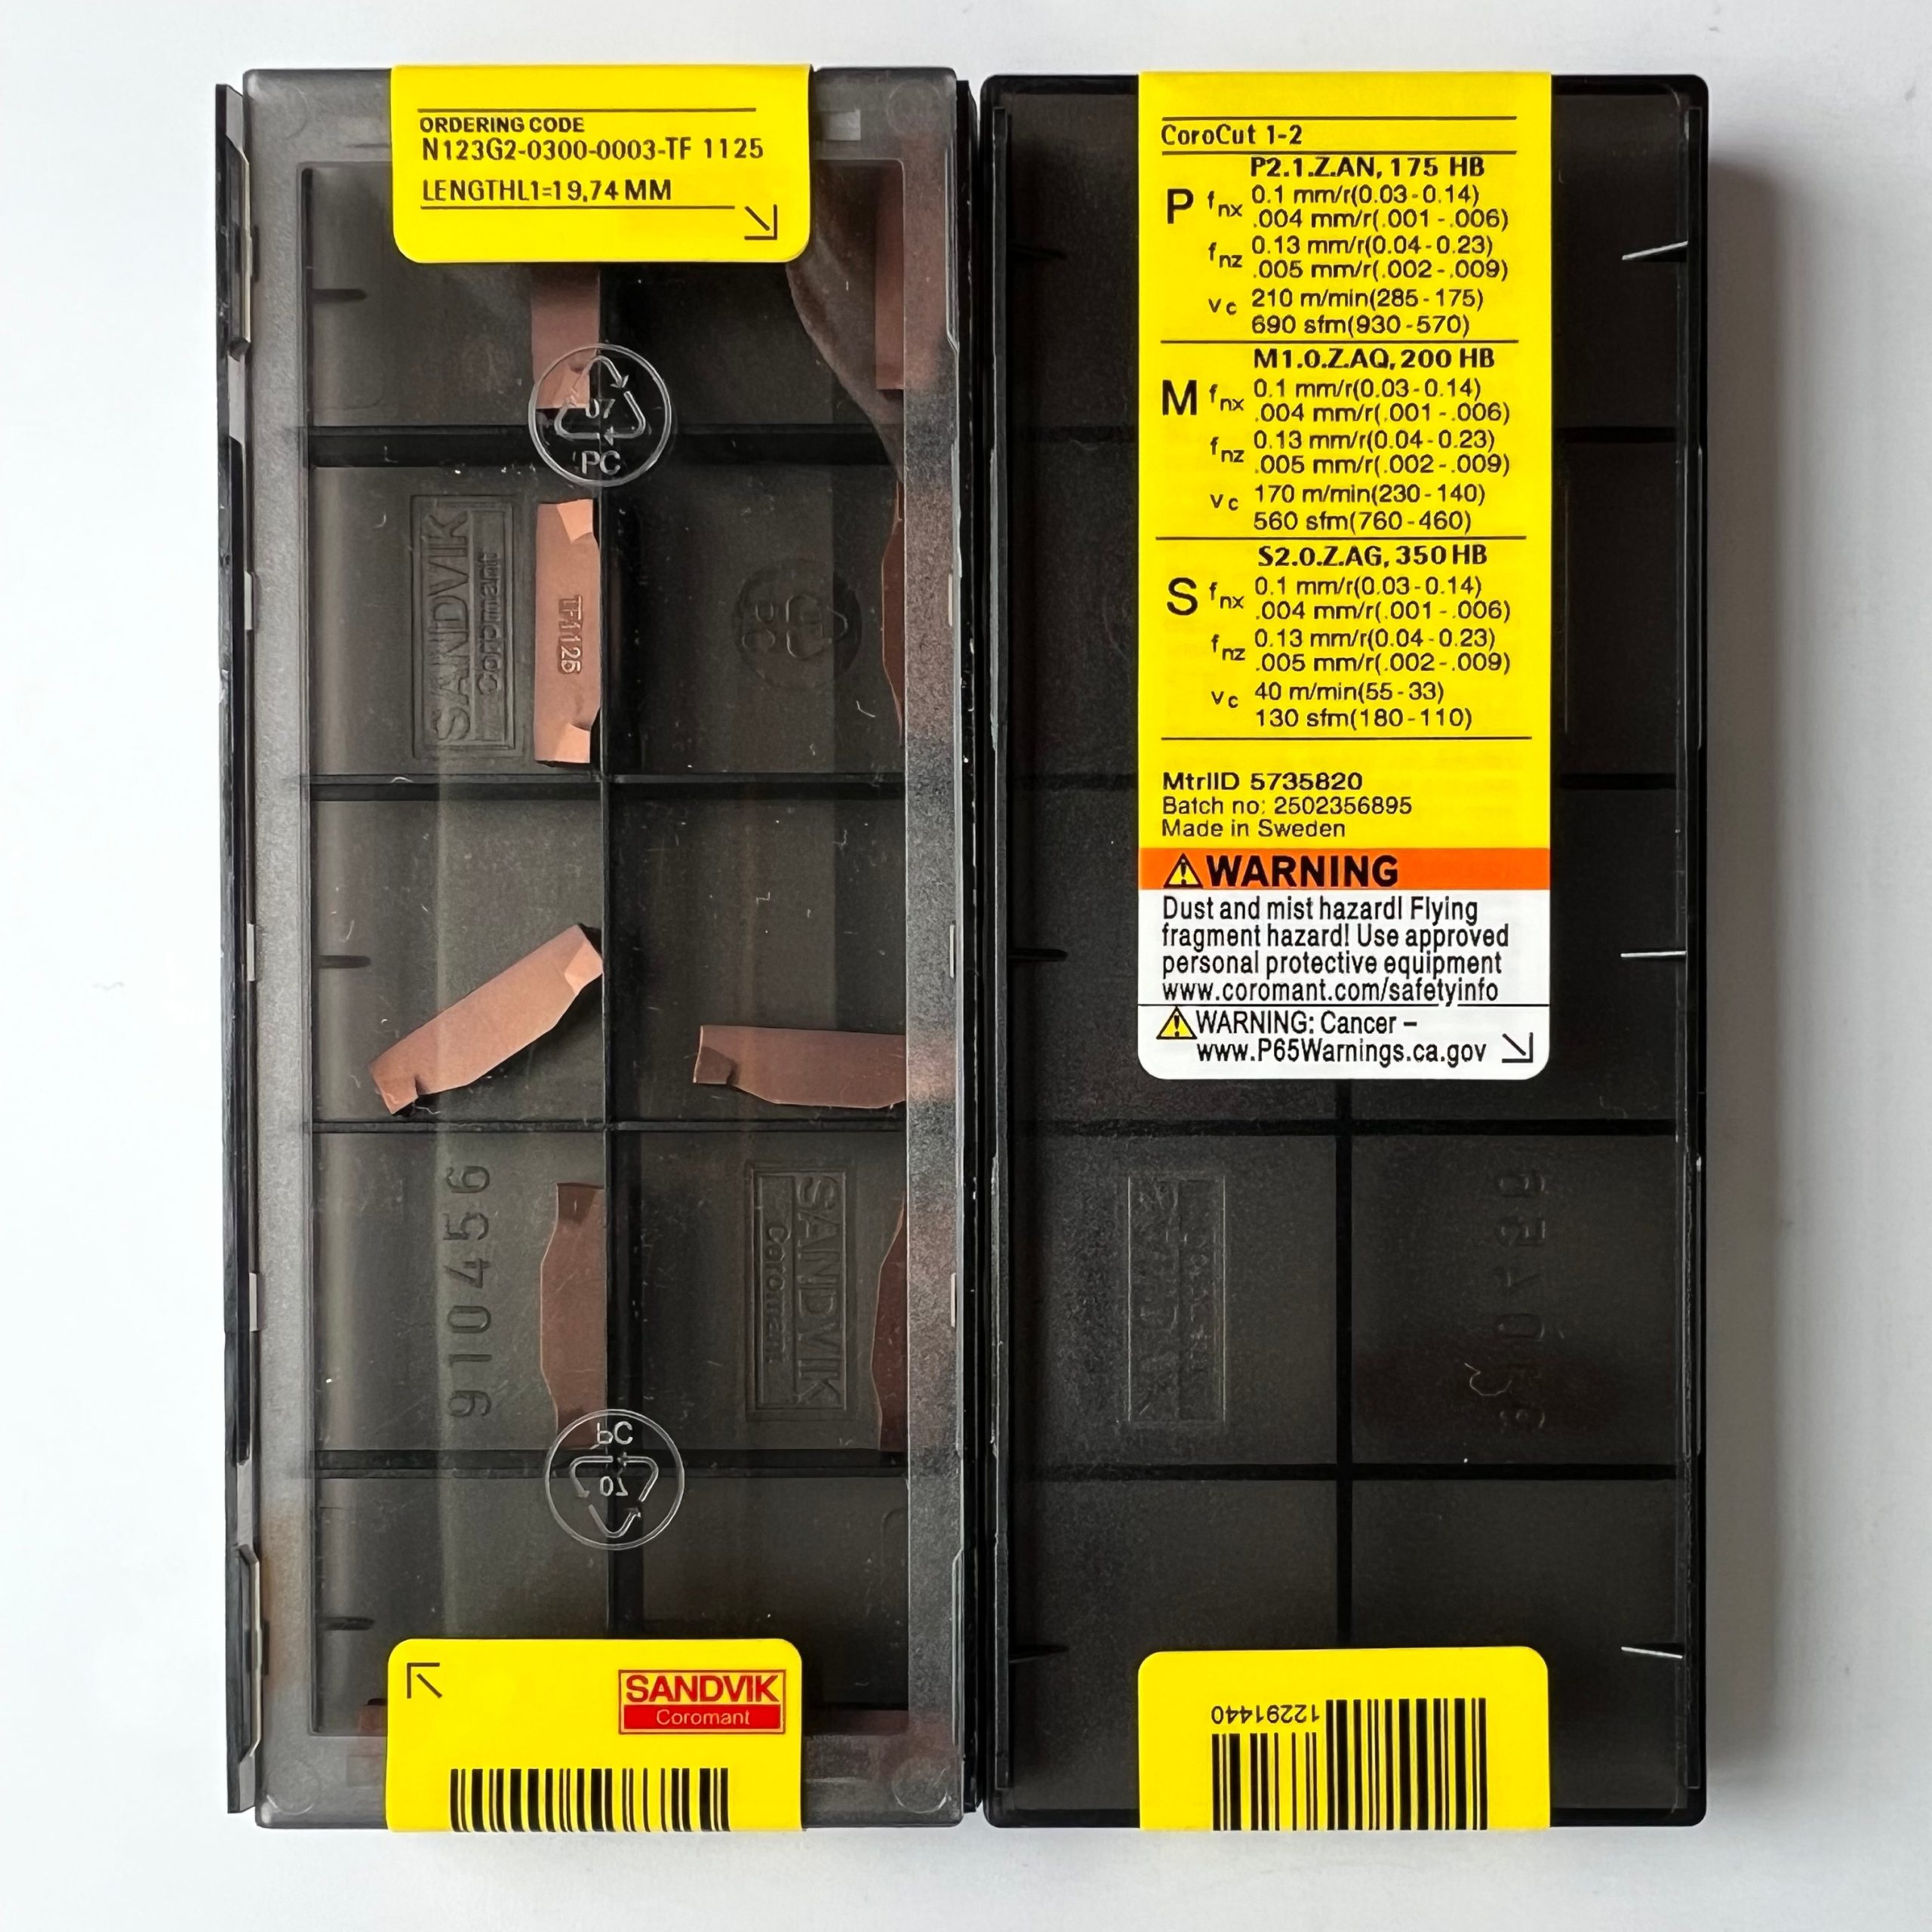 ORDERING CODE
N123G2-0300-0003-TF 1125
LENGTHL1=19,74 MM
07
PC
SANDVIK
Coromant
TF1125
PC
910456
SANDVIK
Coromant
PC
07
SANDVIK
Coromant
CoroCut 1-2
P2.1.Z.AN, 175 HB
P fnx 0.1 mm/r(0.03-0.14)
.004 mm/r(.001-.006)
fnz 0.13 mm/r(0.04-0.23)
.005 mm/r(.002-.009)
vc 210 m/min(285-175)
690 sfm(930-570)
M1.0.Z.AQ, 200 HB
M fnx 0.1 mm/r(0.03-0.14)
.004 mm/r(.001-.006)
fnz 0.13 mm/r(0.04-0.23)
.005 mm/r(.002-.009)
vc 170 m/min(230-140)
560 sfm(760-460)
S2.0.Z.AG, 350 HB
S fnx 0.1 mm/r(0.03-0.14)
.004 mm/r(.001-.006)
fnz 0.13 mm/r(0.04-0.23)
.005 mm/r(.002-.009)
vc 40 m/min(55-33)
130 sfm(180-110)
MtrlID 5735820
Batch no: 2502356895
Made in Sweden
WARNING
Dust and mist hazard! Flying
fragment hazard! Use approved
personal protective equipment
www.coromant.com/safetyinfo
WARNING: Cancer –
www.P65Warnings.ca.gov
12291440